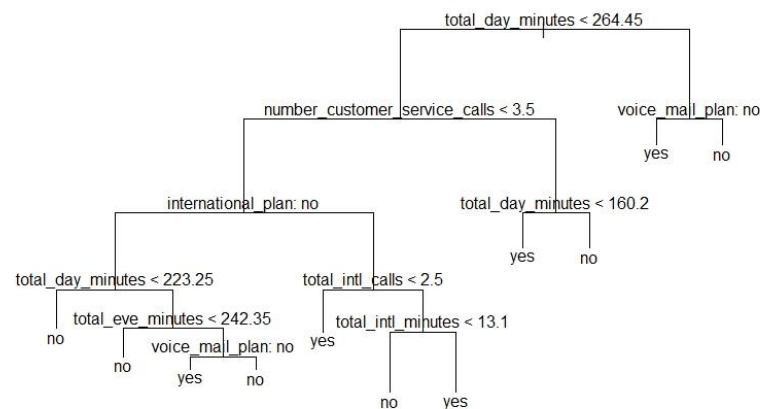 total_day_minutes < 264.45
number_customer_service_calls < 3.5
voice_mail_plan: no
yes
no
international_plan: no
total_day_minutes < 160.2
yes
no
total_day_minutes < 223.25
total_intl_calls < 2.5
no
total_eve_minutes < 242.35
yes
total_intl_minutes < 13.1
no
voice_mail_plan: no
yes
no
no
yes